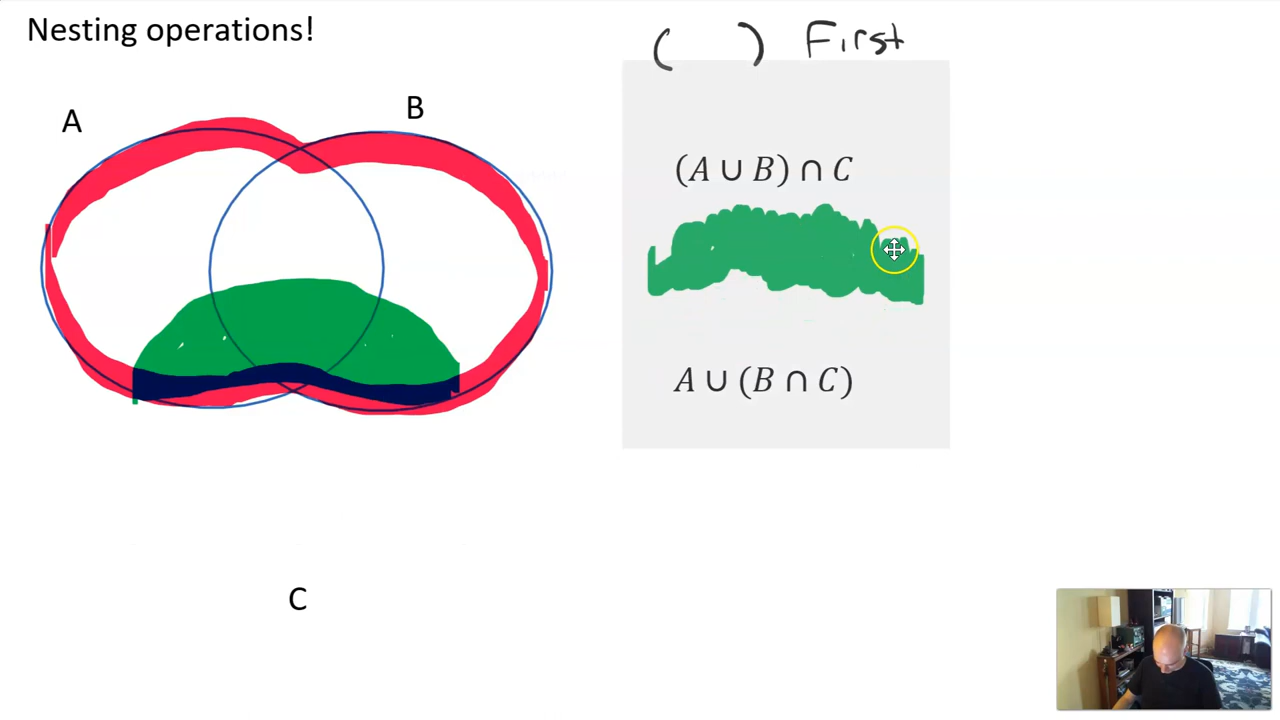 Nesting operations!
( ) First
A
B
(A ∪ B) ∩ C
A ∪ (B ∩ C)
C